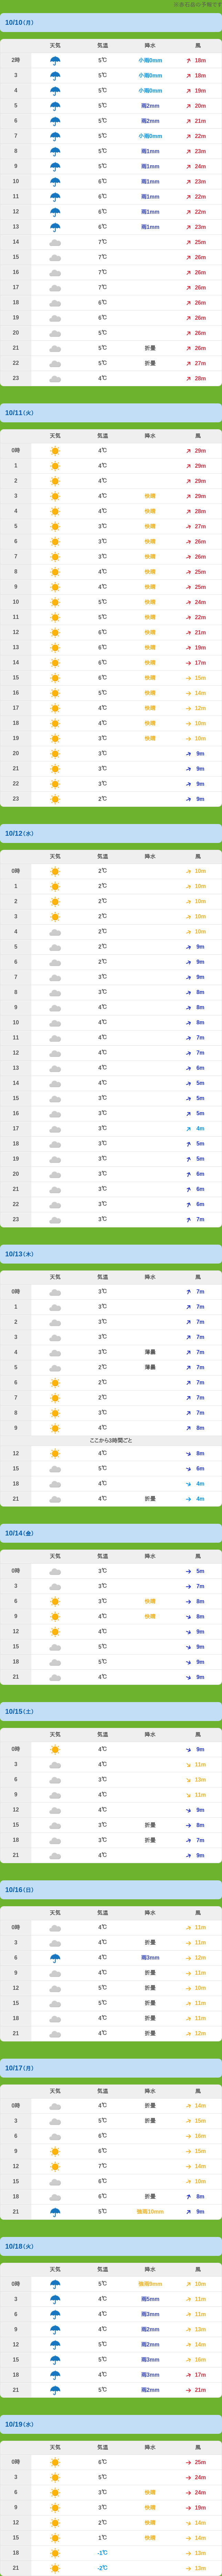 10/10(月)
天気 気温 降水 風
2時 5℃ 小雨0mm 18m
3 5℃ 小雨0mm 18m
4 5℃ 小雨0mm 19m
5 5℃ 雨2mm 20m
6 5℃ 雨2mm 21m
7 5℃ 小雨0mm 22m
8 5℃ 雨1mm 23m
9 5℃ 雨1mm 24m
10 6℃ 雨1mm 23m
11 6℃ 雨1mm 22m
12 6℃ 雨1mm 22m
13 6℃ 雨1mm 23m
14 7℃ 25m
15 7℃ 26m
16 7℃ 26m
17 7℃ 26m
18 6℃ 26m
19 6℃ 26m
20 5℃ 26m
21 5℃ 折曇 26m
22 5℃ 折曇 27m
23 4℃ 28m
10/11(火)
天気 気温 降水 風
0時 4℃ 29m
1 4℃ 29m
2 4℃ 29m
3 4℃ 快晴 29m
4 4℃ 快晴 28m
5 3℃ 快晴 27m
6 3℃ 快晴 26m
7 3℃ 快晴 26m
8 4℃ 快晴 25m
9 5℃ 快晴 25m
10 6℃ 快晴 24m
11 5℃ 快晴 22m
12 6℃ 快晴 21m
13 6℃ 快晴 19m
14 6℃ 快晴 17m
15 6℃ 快晴 15m
16 5℃ 快晴 14m
17 4℃ 快晴 12m
18 4℃ 快晴 10m
19 3℃ 快晴 10m
20 3℃ 9m
21 3℃ 9m
22 3℃ 9m
23 2℃ 9m
10/12(水)
天気 気温 降水 風
0時 2℃ 10m
1 2℃ 10m
2 2℃ 10m
3 2℃ 10m
4 2℃ 10m
5 2℃ 9m
6 2℃ 9m
7 3℃ 9m
8 3℃ 8m
9 4℃ 8m
10 4℃ 8m
11 4℃ 7m
12 4℃ 7m
13 4℃ 6m
14 4℃ 5m
15 3℃ 5m
16 3℃ 5m
17 3℃ 4m
18 3℃ 5m
19 3℃ 5m
20 3℃ 6m
21 3℃ 6m
22 3℃ 6m
23 3℃ 7m
10/13(木)
天気 気温 降水 風
0時 3℃ 7m
1 3℃ 7m
2 3℃ 7m
3 3℃ 7m
4 3℃ 薄曇 7m
5 2℃ 薄曇 7m
6 2℃ 7m
7 2℃ 7m
8 3℃ 7m
9 4℃ 8m
ここから3時間ごと
12 4℃ 8m
15 5℃ 6m
18 4℃ 4m
21 4℃ 折曇 4m
10/14(金)
天気 気温 降水 風
0時 3℃ 5m
3 3℃ 7m
6 3℃ 快晴 8m
9 4℃ 快晴 8m
12 4℃ 9m
15 5℃ 9m
18 5℃ 9m
21 4℃ 9m
10/15(土)
天気 気温 降水 風
0時 4℃ 9m
3 4℃ 11m
6 3℃ 13m
9 4℃ 11m
12 4℃ 9m
15 3℃ 折曇 8m
18 3℃ 折曇 7m
21 4℃ 9m
10/16(日)
天気 気温 降水 風
0時 4℃ 11m
3 4℃ 折曇 11m
6 4℃ 雨3mm 12m
9 4℃ 折曇 11m
12 5℃ 折曇 10m
15 5℃ 折曇 11m
18 4℃ 折曇 11m
21 4℃ 折曇 12m
10/17(月)
天気 気温 降水 風
0時 4℃ 折曇 14m
3 5℃ 折曇 15m
6 6℃ 16m
9 6℃ 15m
12 7℃ 14m
15 6℃ 10m
18 6℃ 折曇 8m
21 5℃ 強雨10mm 9m
10/18(火)
天気 気温 降水 風
0時 5℃ 強雨8mm 10m
3 4℃ 雨5mm 11m
6 4℃ 雨3mm 11m
9 4℃ 雨2mm 13m
12 5℃ 雨2mm 14m
15 5℃ 雨3mm 16m
18 4℃ 雨3mm 17m
21 5℃ 雨2mm 21m
10/19(水)
天気 気温 降水 風
0時 6℃ 25m
3 5℃ 24m
6 3℃ 快晴 24m
9 3℃ 快晴 19m
12 2℃ 快晴 14m
15 1℃ 快晴 14m
18 -1℃ 13m
21 -2℃ 13m